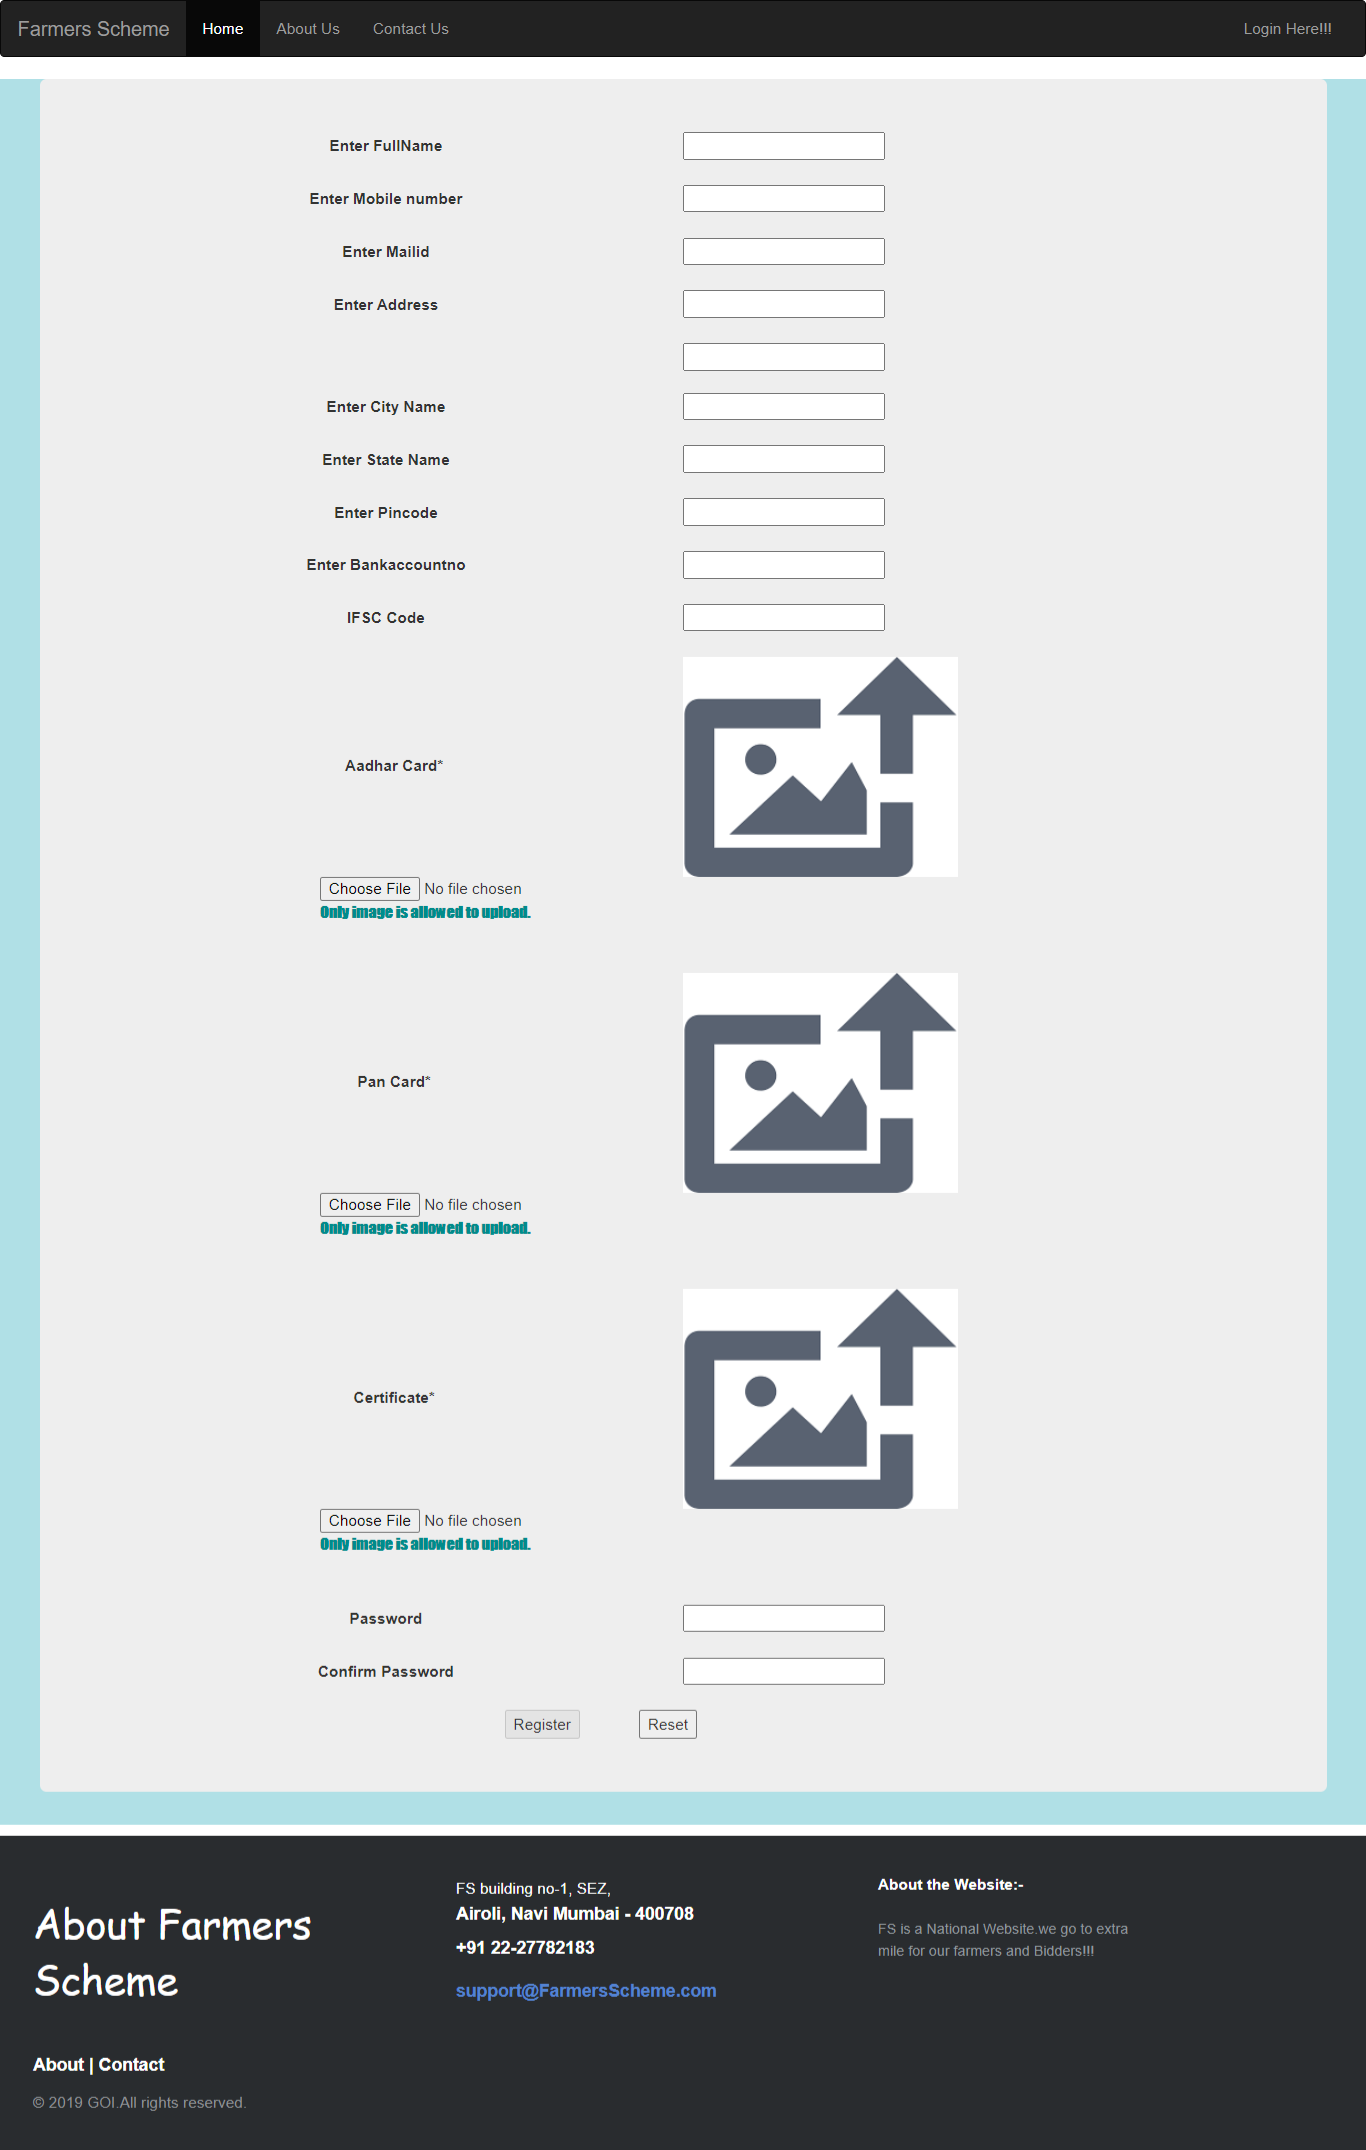 Farmers Scheme Home About Us Contact Us Login Here!!!
Enter FullName
Enter Mobile number
Enter Mailid
Enter Address
Enter City Name
Enter State Name
Enter Pincode
Enter Bankaccountno
IFSC Code
Aadhar Card*
Choose File No file chosen
Only image is allowed to upload.
Pan Card*
Choose File No file chosen
Only image is allowed to upload.
Certificate*
Choose File No file chosen
Only image is allowed to upload.
Password
Confirm Password
Register Reset
About Farmers
Scheme
About | Contact
© 2019 GOI.All rights reserved.
FS building no-1, SEZ,
Airoli, Navi Mumbai - 400708
+91 22-27782183
support@FarmersScheme.com
About the Website:-
FS is a National Website.we go to extra
mile for our farmers and Bidders!!!